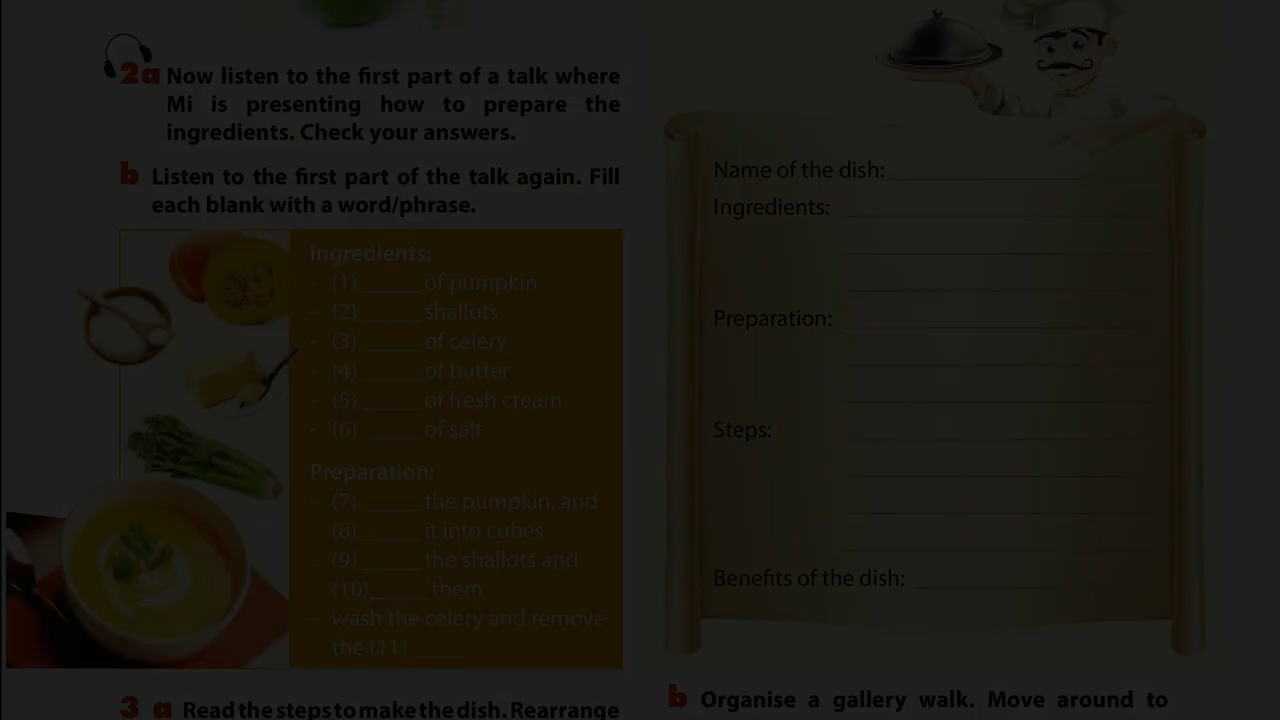 2a Now listen to the first part of a talk where
Mi is presenting how to prepare the
ingredients. Check your answers.
b Listen to the first part of the talk again. Fill
each blank with a word/phrase.
Ingredients:
- (1) _____ of pumpkin
- (2) _____ shallots
- (3) _____ of celery
- (4) _____ of butter
- (5) _____ of fresh cream
- (6) _____ of salt
Preparation:
- (7) _____ the pumpkin, and
(8) _____ it into cubes
- (9) _____ the shallots and
(10)_____ them
- wash the celery and remove
the (11)_____
3 a Read the steps to make the dish. Rearrange
Name of the dish:
Ingredients:
Preparation:
Steps:
Benefits of the dish:
b Organise a gallery walk. Move around to